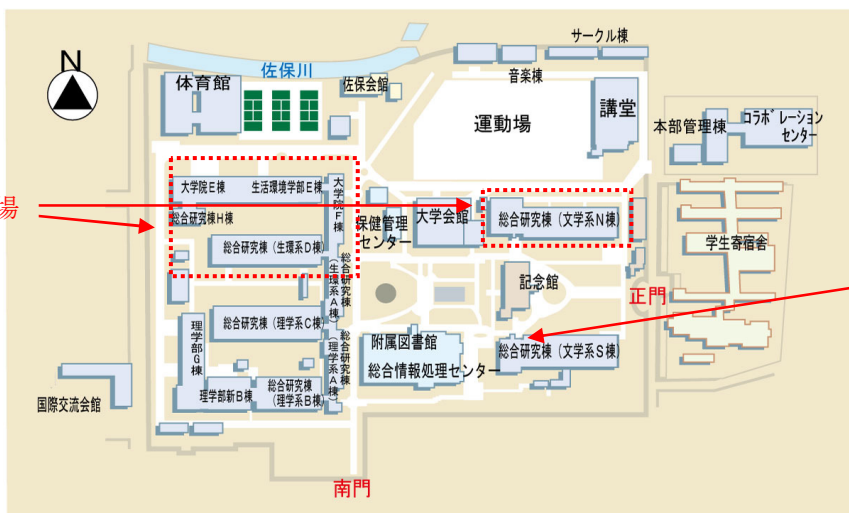 サークル棟
N
佐保川
音楽棟
体育館
佐保会館
講堂
運動場
本部管理棟
コラボレーション
センター
大学院E棟
生活環境学部E棟
大学院F棟
場
総合研究棟H棟
保健管理
センター
大学会館
総合研究棟(文学系N棟)
総合研究棟(生環系D棟)
学生寄宿舎
総合研究棟
(生環系A棟)
記念館
正門
総合研究棟(理学系C棟)
理学部G棟
総合研究棟
(理学系A棟)
附属図書館
総合情報処理センター
総合研究棟(文学系S棟)
国際交流会館
理学部新B棟
総合研究棟
(理学系B棟)
南門